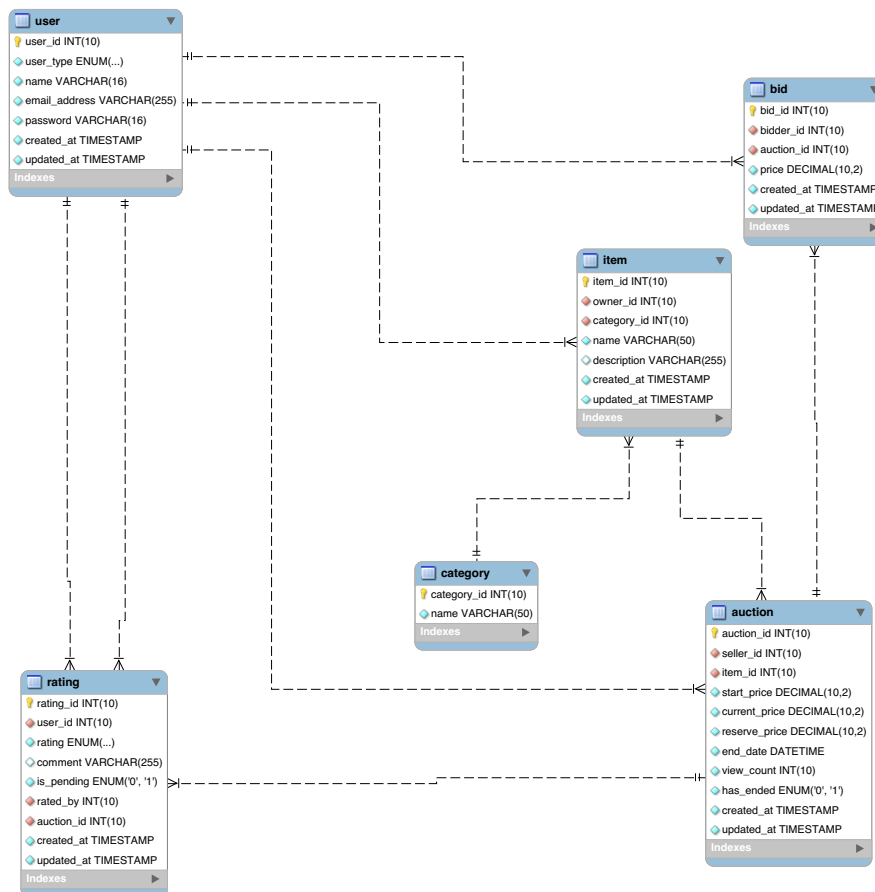 user
user_id INT(10)
user_type ENUM(...)
name VARCHAR(16)
email_address VARCHAR(255)
password VARCHAR(16)
created_at TIMESTAMP
updated_at TIMESTAMP
Indexes
bid
bid_id INT(10)
bidder_id INT(10)
auction_id INT(10)
price DECIMAL(10,2)
created_at TIMESTAMP
updated_at TIMESTAMP
Indexes
item
item_id INT(10)
owner_id INT(10)
category_id INT(10)
name VARCHAR(50)
description VARCHAR(255)
created_at TIMESTAMP
updated_at TIMESTAMP
Indexes
category
category_id INT(10)
name VARCHAR(50)
Indexes
auction
auction_id INT(10)
seller_id INT(10)
item_id INT(10)
start_price DECIMAL(10,2)
current_price DECIMAL(10,2)
reserve_price DECIMAL(10,2)
end_date DATETIME
view_count INT(10)
has_ended ENUM('0', '1')
created_at TIMESTAMP
updated_at TIMESTAMP
Indexes
rating
rating_id INT(10)
user_id INT(10)
rating ENUM(...)
comment VARCHAR(255)
is_pending ENUM('0', '1')
rated_by INT(10)
auction_id INT(10)
created_at TIMESTAMP
updated_at TIMESTAMP
Indexes